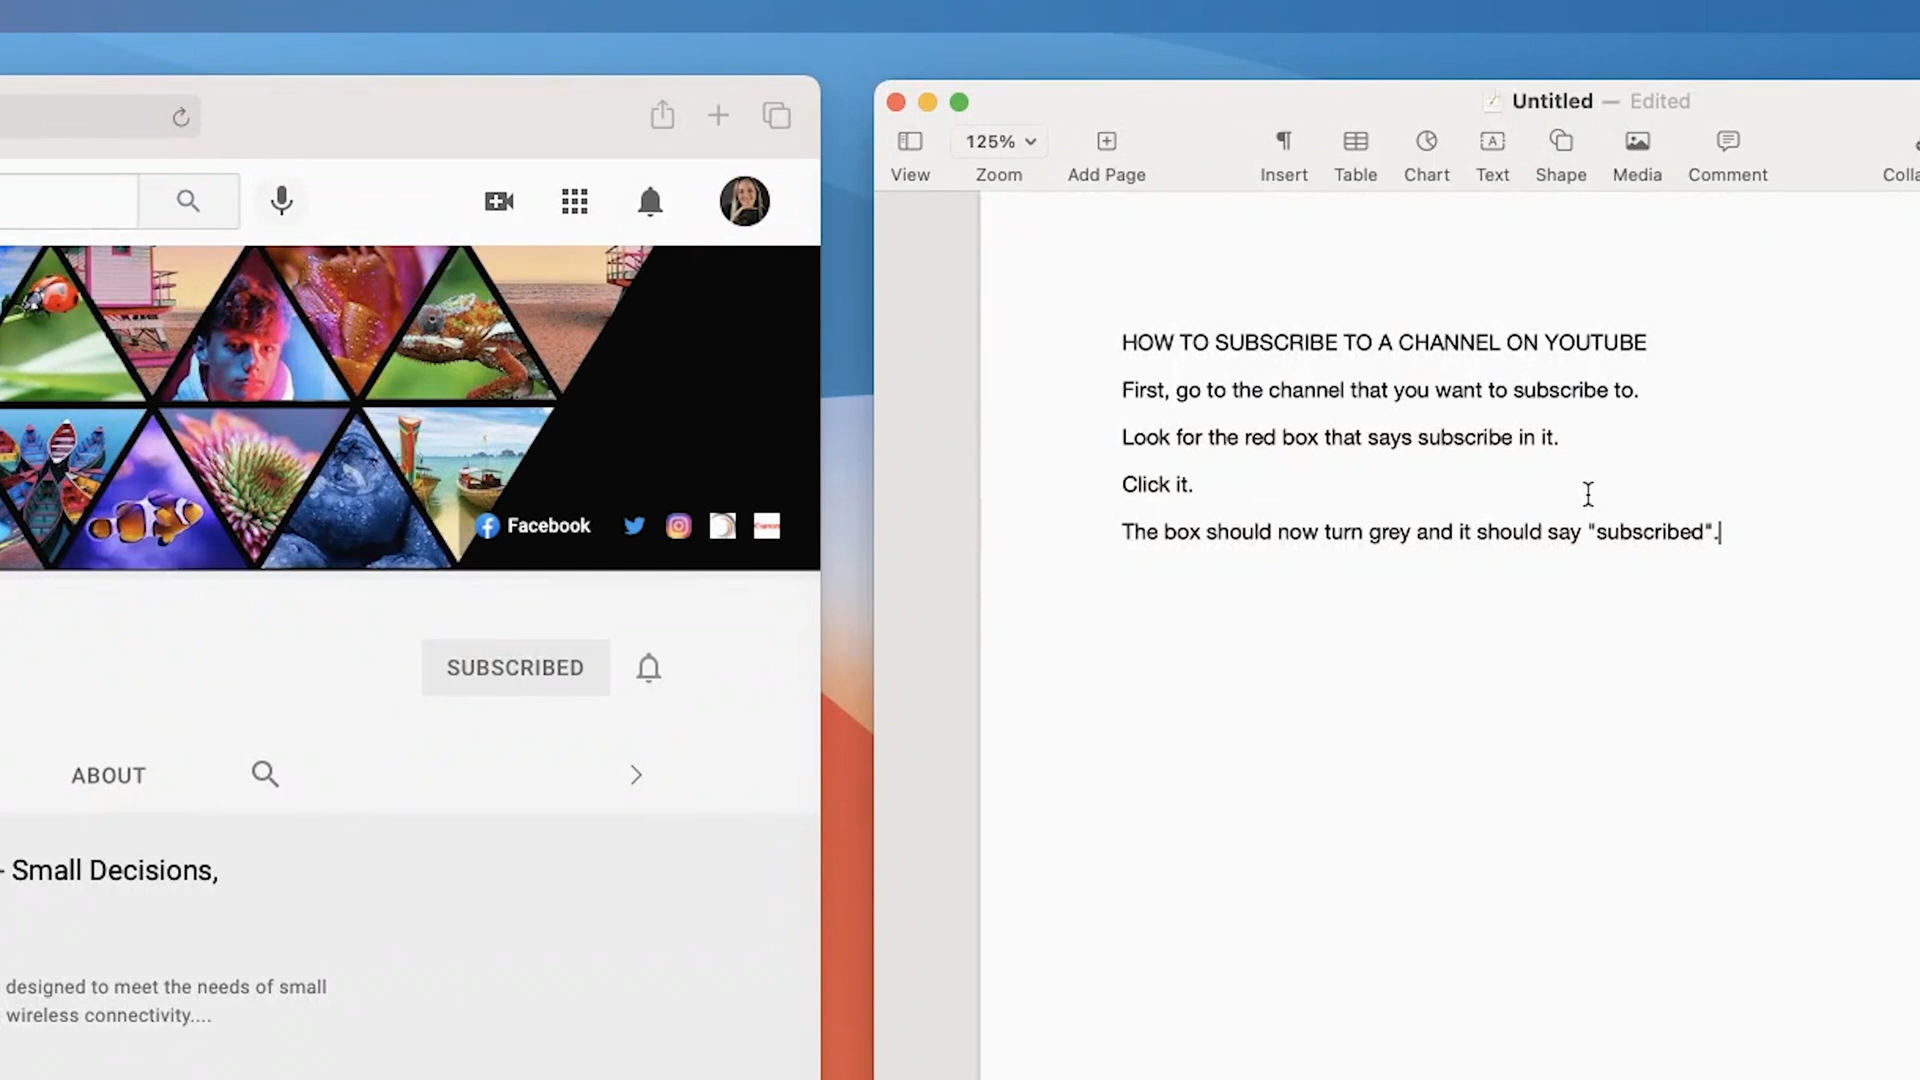 Facebook
SUBSCRIBED
ABOUT
- Small Decisions,
designed to meet the needs of small
wireless connectivity....
Untitled — Edited
125%
View
Zoom
Add Page
Insert
Table
Chart
Text
Shape
Media
Comment
Colla
HOW TO SUBSCRIBE TO A CHANNEL ON YOUTUBE
First, go to the channel that you want to subscribe to.
Look for the red box that says subscribe in it.
Click it.
The box should now turn grey and it should say "subscribed".